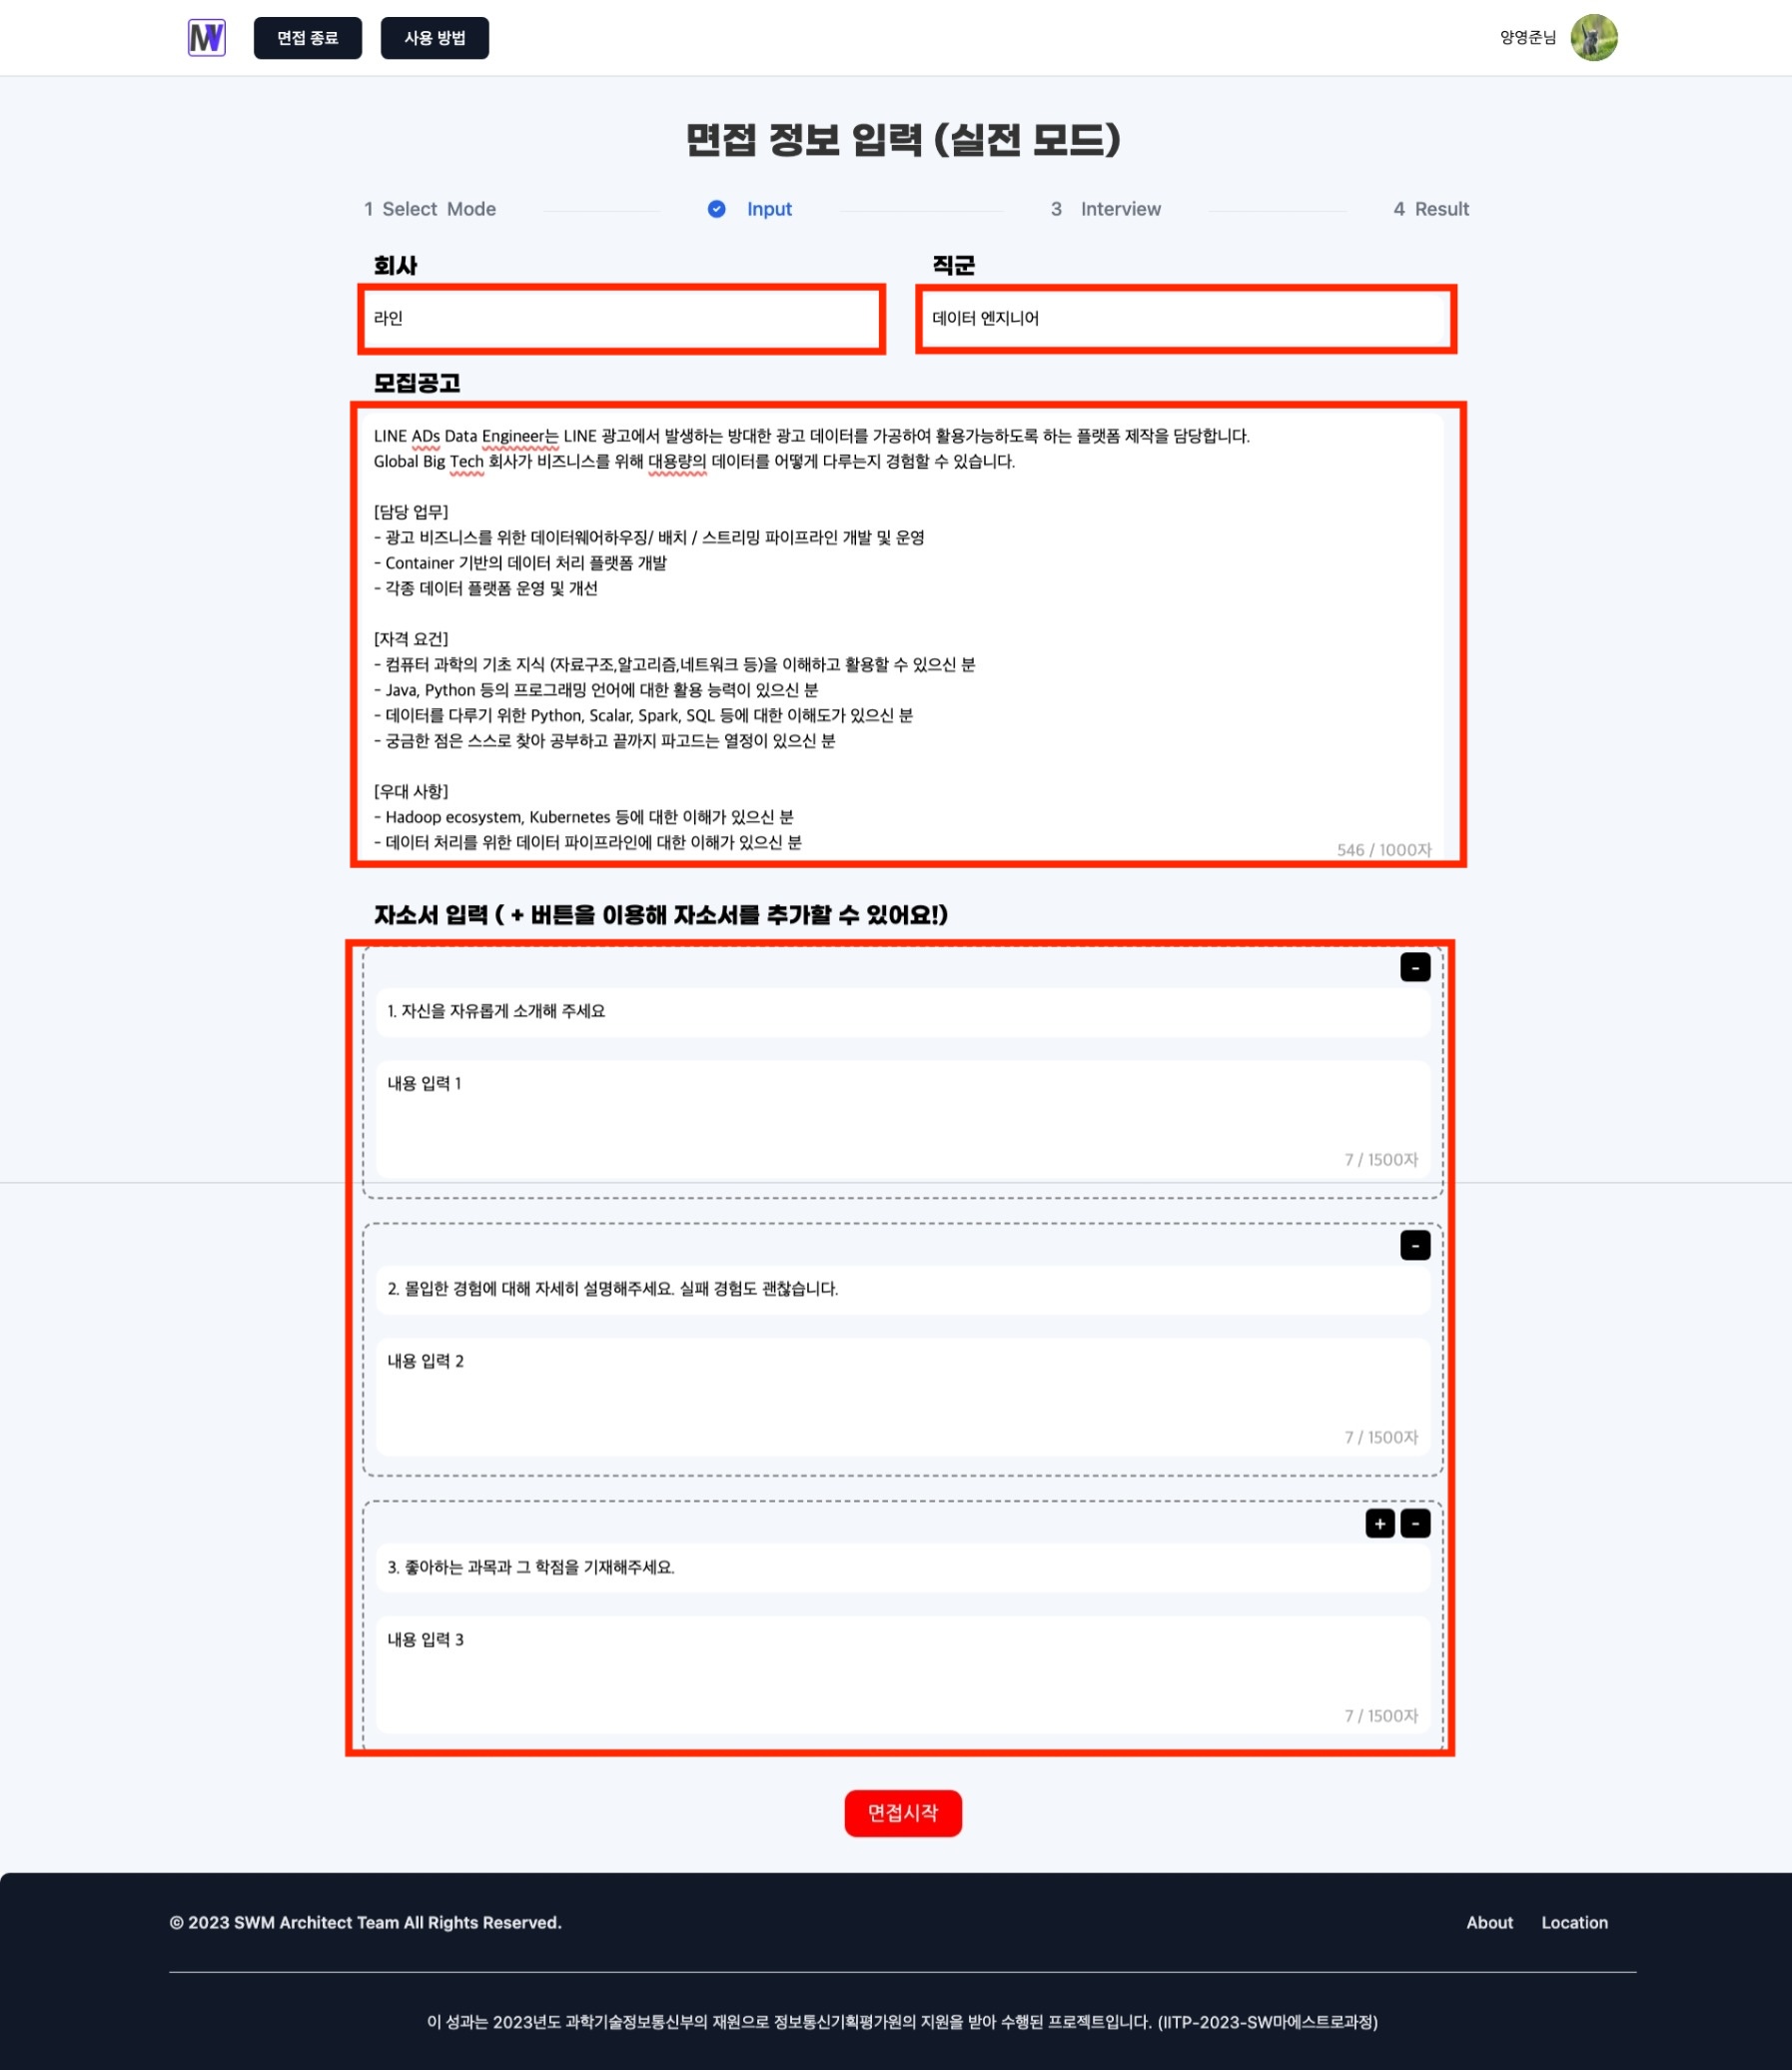 MV
면접 종료
사용 방법
양영준님
면접 정보 입력 (실전 모드)
1 Select Mode
Input
3 Interview
4 Result
회사
직군
라인
데이터 엔지니어
모집공고
LINE ADs Data Engineer는 LINE 광고에서 발생하는 방대한 광고 데이터를 가공하여 활용가능하도록 하는 플랫폼 제작을 담당합니다.
Global Big Tech 회사가 비즈니스를 위해 대용량의 데이터를 어떻게 다루는지 경험할 수 있습니다.
[담당 업무]
- 광고 비즈니스를 위한 데이터웨어하우징/ 배치 / 스트리밍 파이프라인 개발 및 운영
- Container 기반의 데이터 처리 플랫폼 개발
- 각종 데이터 플랫폼 운영 및 개선
[자격 요건]
- 컴퓨터 과학의 기초 지식 (자료구조,알고리즘,네트워크 등)을 이해하고 활용할 수 있으신 분
- Java, Python 등의 프로그래밍 언어에 대한 활용 능력이 있으신 분
- 데이터를 다루기 위한 Python, Scalar, Spark, SQL 등에 대한 이해도가 있으신 분
- 궁금한 점은 스스로 찾아 공부하고 끝까지 파고드는 열정이 있으신 분
[우대 사항]
- Hadoop ecosystem, Kubernetes 등에 대한 이해가 있으신 분
- 데이터 처리를 위한 데이터 파이프라인에 대한 이해가 있으신 분
546 / 1000자
자소서 입력 ( + 버튼을 이용해 자소서를 추가할 수 있어요!)
-
1. 자신을 자유롭게 소개해 주세요
내용 입력 1
7 / 1500자
-
2. 몰입한 경험에 대해 자세히 설명해주세요. 실패 경험도 괜찮습니다.
내용 입력 2
7 / 1500자
+ -
3. 좋아하는 과목과 그 학점을 기재해주세요.
내용 입력 3
7 / 1500자
면접시작
© 2023 SWM Architect Team All Rights Reserved.
About
Location
이 성과는 2023년도 과학기술정보통신부의 재원으로 정보통신기획평가원의 지원을 받아 수행된 프로젝트입니다. (IITP-2023-SW마에스트로과정)